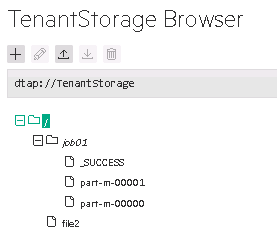 TenantStorage Browser
dtap://TenantStorage
/
job01
_SUCCESS
part-m-00001
part-m-00000
file2